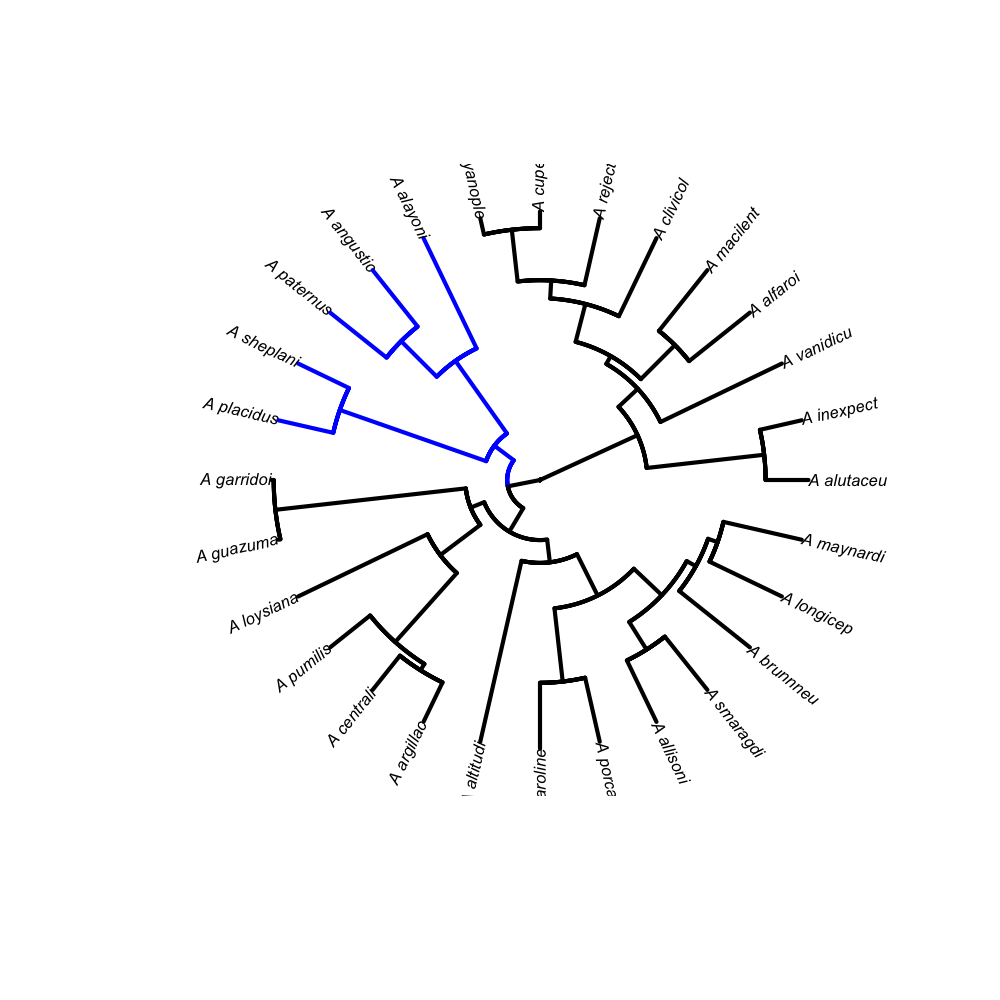 yanople
A cupe
A reject
A clivicol
A macilent
A alfaroi
A vanidicu
A inexpect
A alutaceu
A maynardi
A longicep
A brunnneu
A smaragdi
A allisoni
A porca
aroline
altitudi
A argillac
A centrali
A pumilis
A loysiana
A guazuma
A garridoi
A placidus
A sheplani
A paternus
A angustic
A alayoni